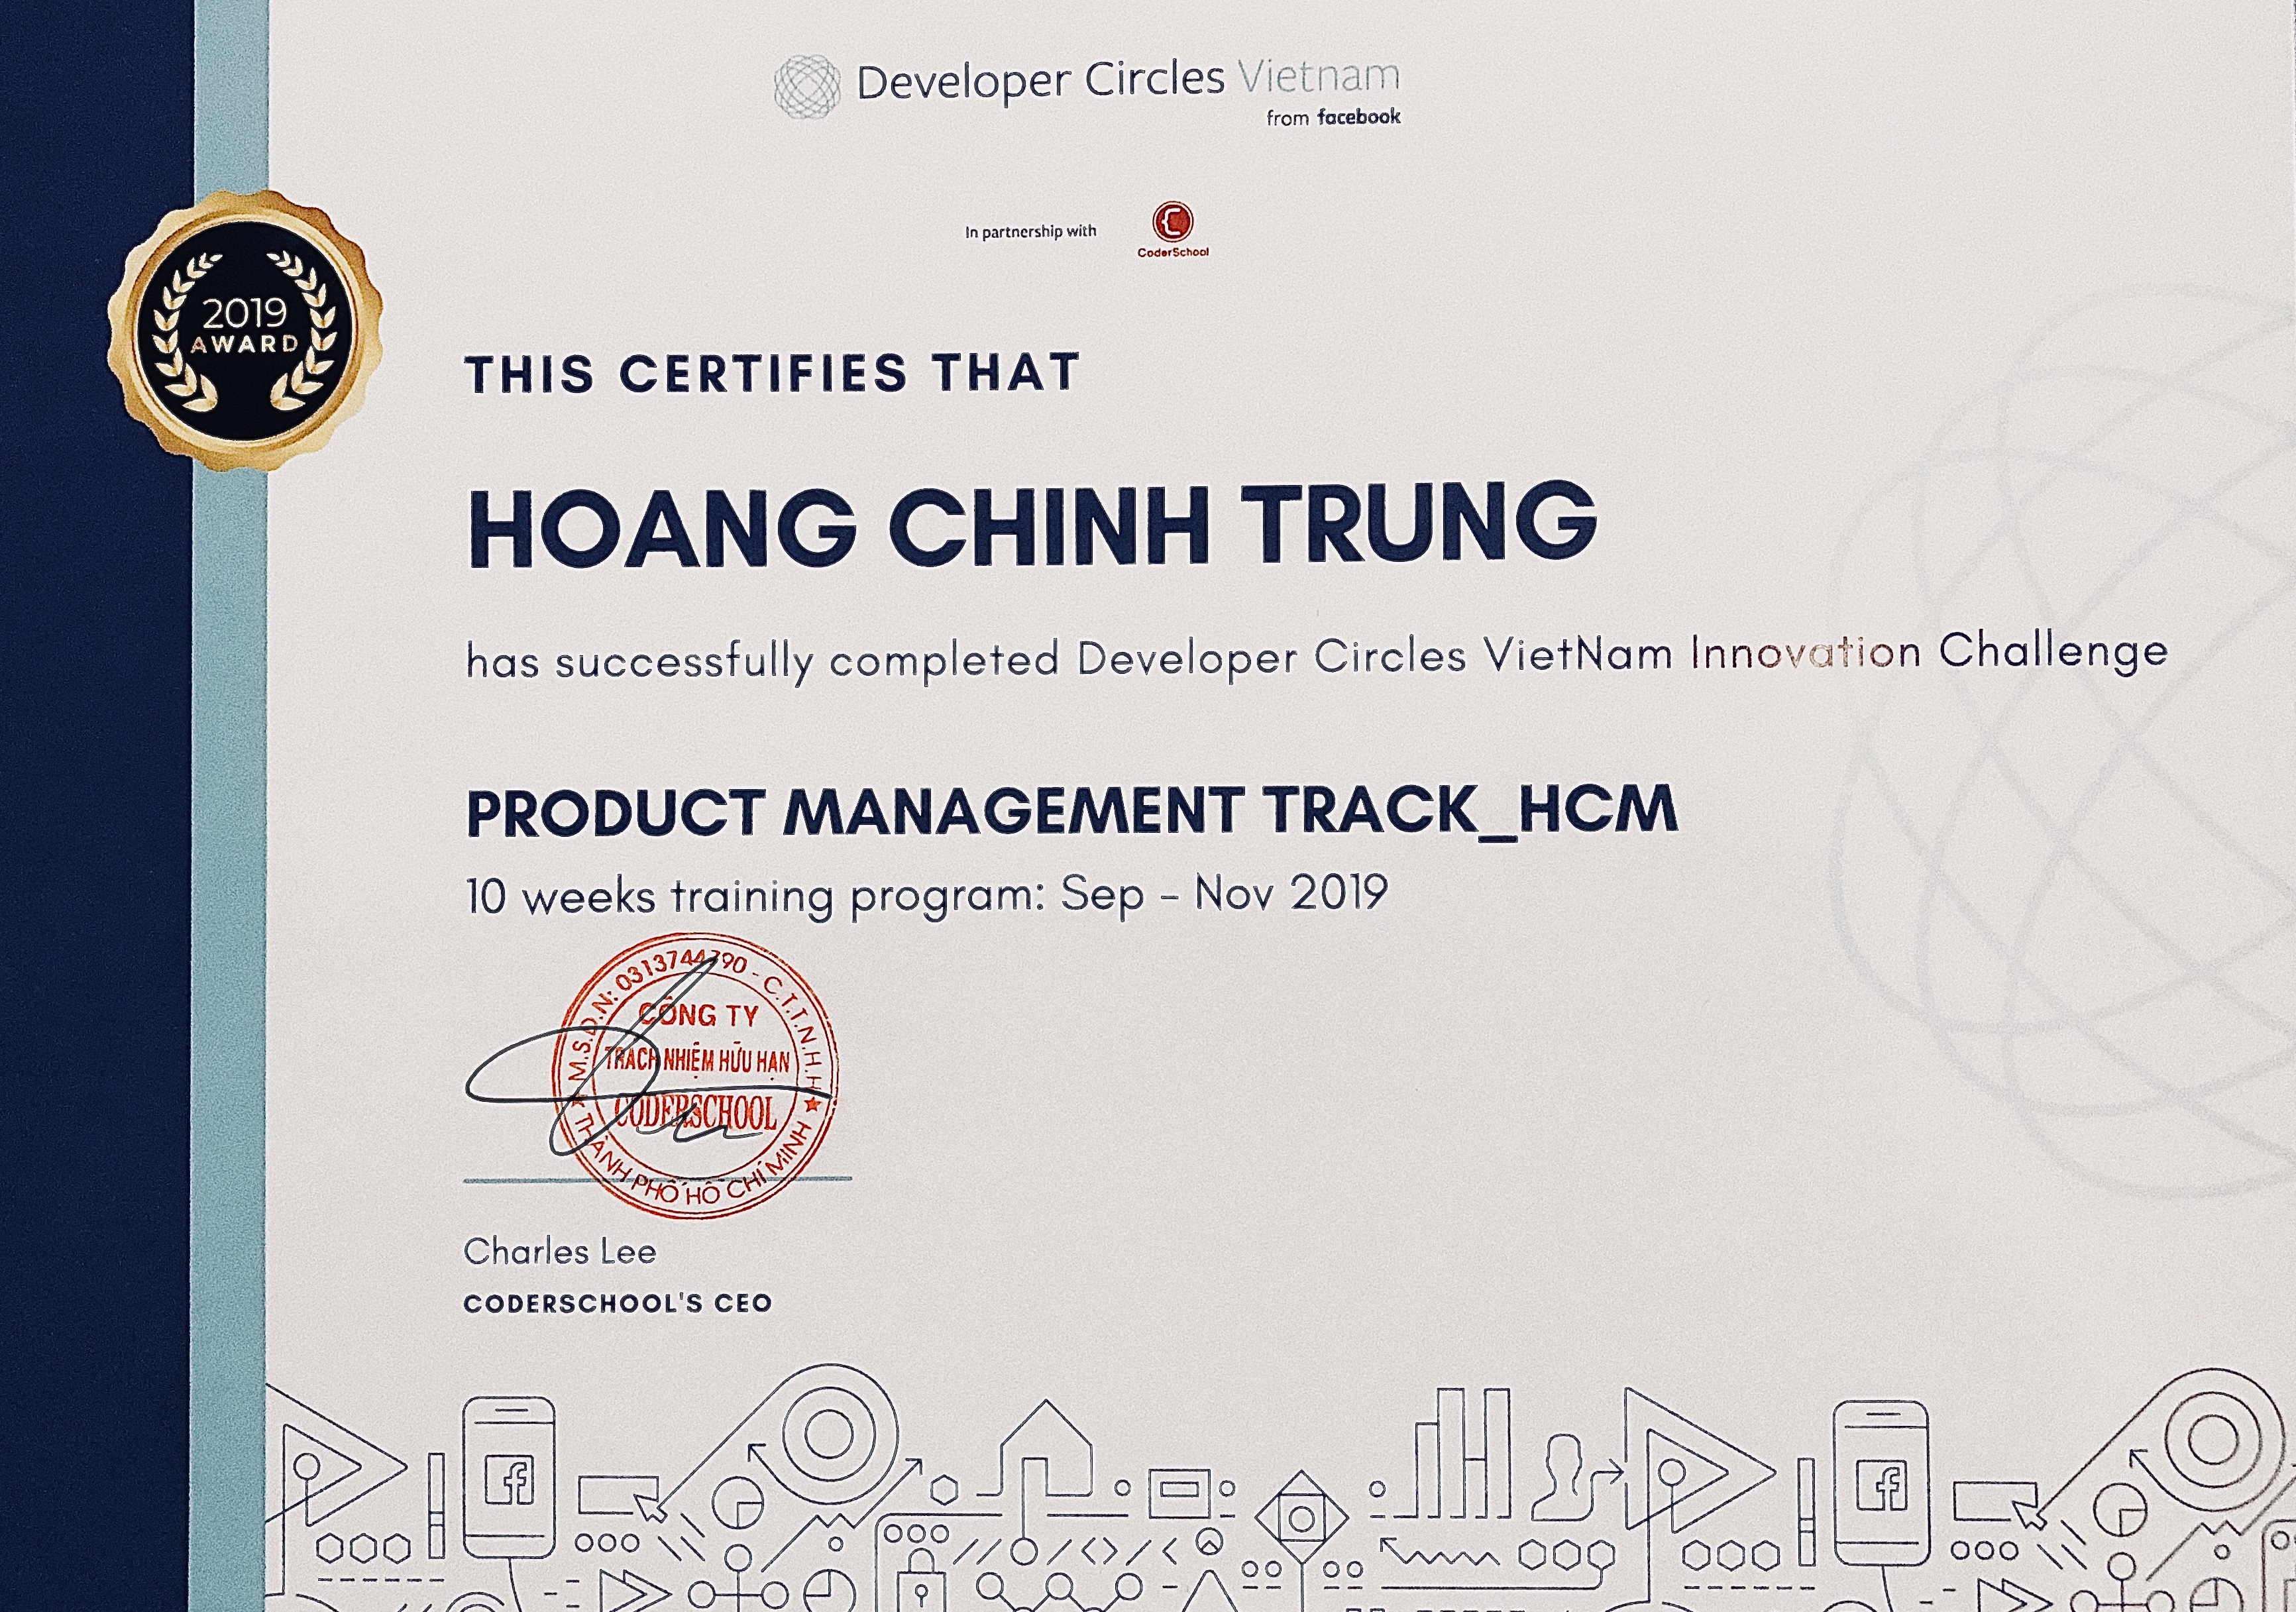 Developer Circles Vietnam
from facebook
In partnership with
CoderSchool
2019
AWARD
THIS CERTIFIES THAT
HOANG CHINH TRUNG
has successfully completed Developer Circles VietNam Innovation Challenge
PRODUCT MANAGEMENT TRACK_HCM
10 weeks training program: Sep – Nov 2019
M.S.D.N: 0313744790 - C.T.T.N.H.H
CÔNG TY
TRÁCH NHIỆM HỮU HẠN
CODERSCHOOL
THÀNH PHỐ HỒ CHÍ MINH
Charles Lee
CODERSCHOOL'S CEO